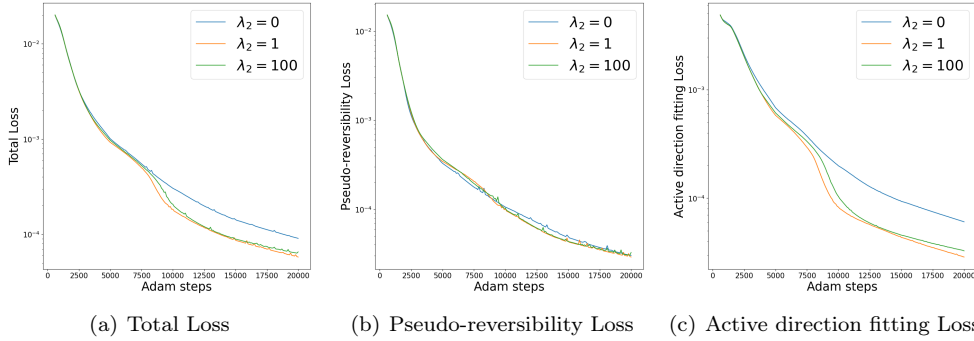 λ₂ = 0
λ₂ = 1
λ₂ = 100
10⁻²
10⁻³
10⁻⁴
Total Loss
0 2500 5000 7500 10000 12500 15000 17500 20000
Adam steps
(a) Total Loss
λ₂ = 0
λ₂ = 1
λ₂ = 100
10⁻²
10⁻³
10⁻⁴
Pseudo-reversibility Loss
0 2500 5000 7500 10000 12500 15000 17500 20000
Adam steps
(b) Pseudo-reversibility Loss
λ₂ = 0
λ₂ = 1
λ₂ = 100
10⁻³
10⁻⁴
Active direction fitting Loss
0 2500 5000 7500 10000 12500 15000 17500 20000
Adam steps
(c) Active direction fitting Loss